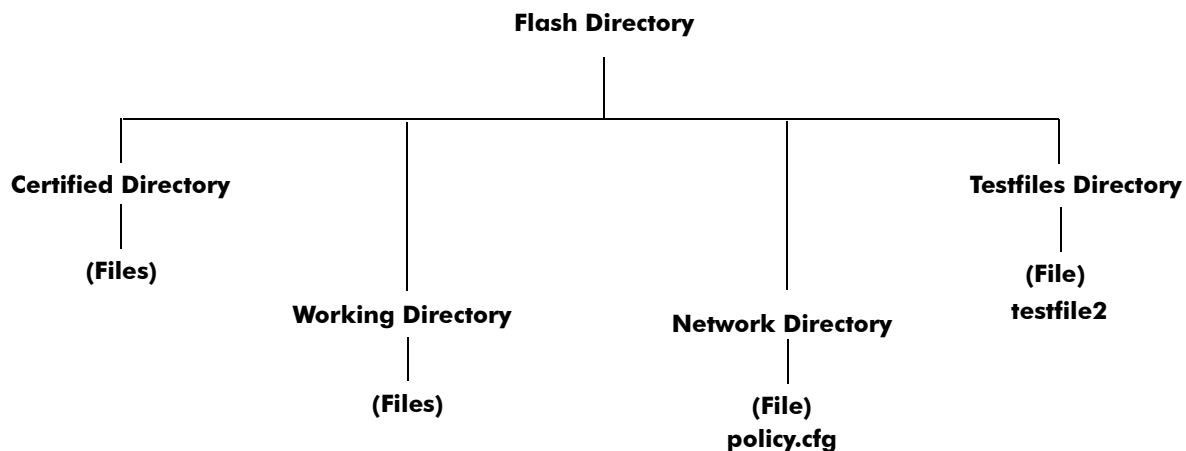 Flash Directory
Certified Directory
(Files)
Working Directory
(Files)
Network Directory
(File)
policy.cfg
Testfiles Directory
(File)
testfile2